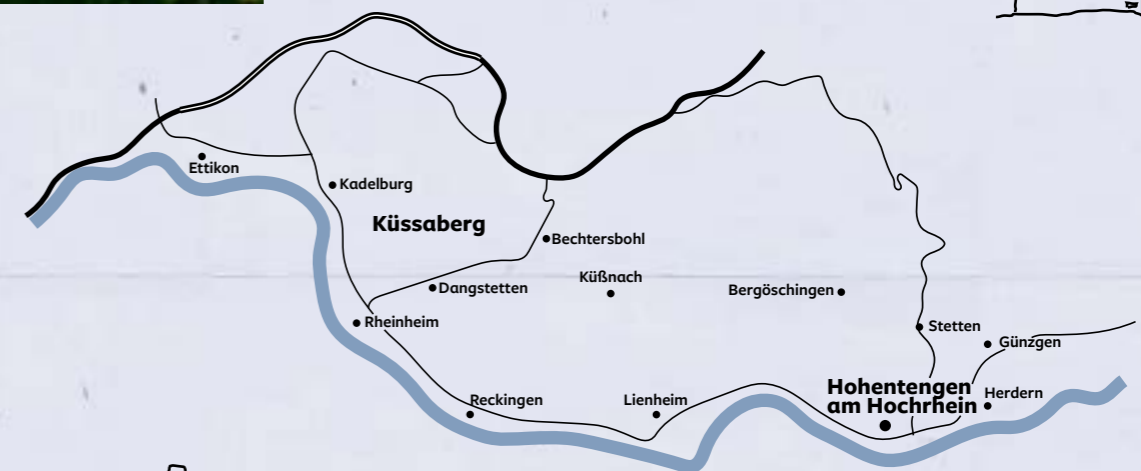 Ettikon
Kadelburg
Küssaberg
Bechtersbohl
Küßnach
Dangstetten
Bergöschingen
Rheinheim
Stetten
Günzgen
Hohentengen
am Hochrhein
Herdern
Reckingen
Lienheim